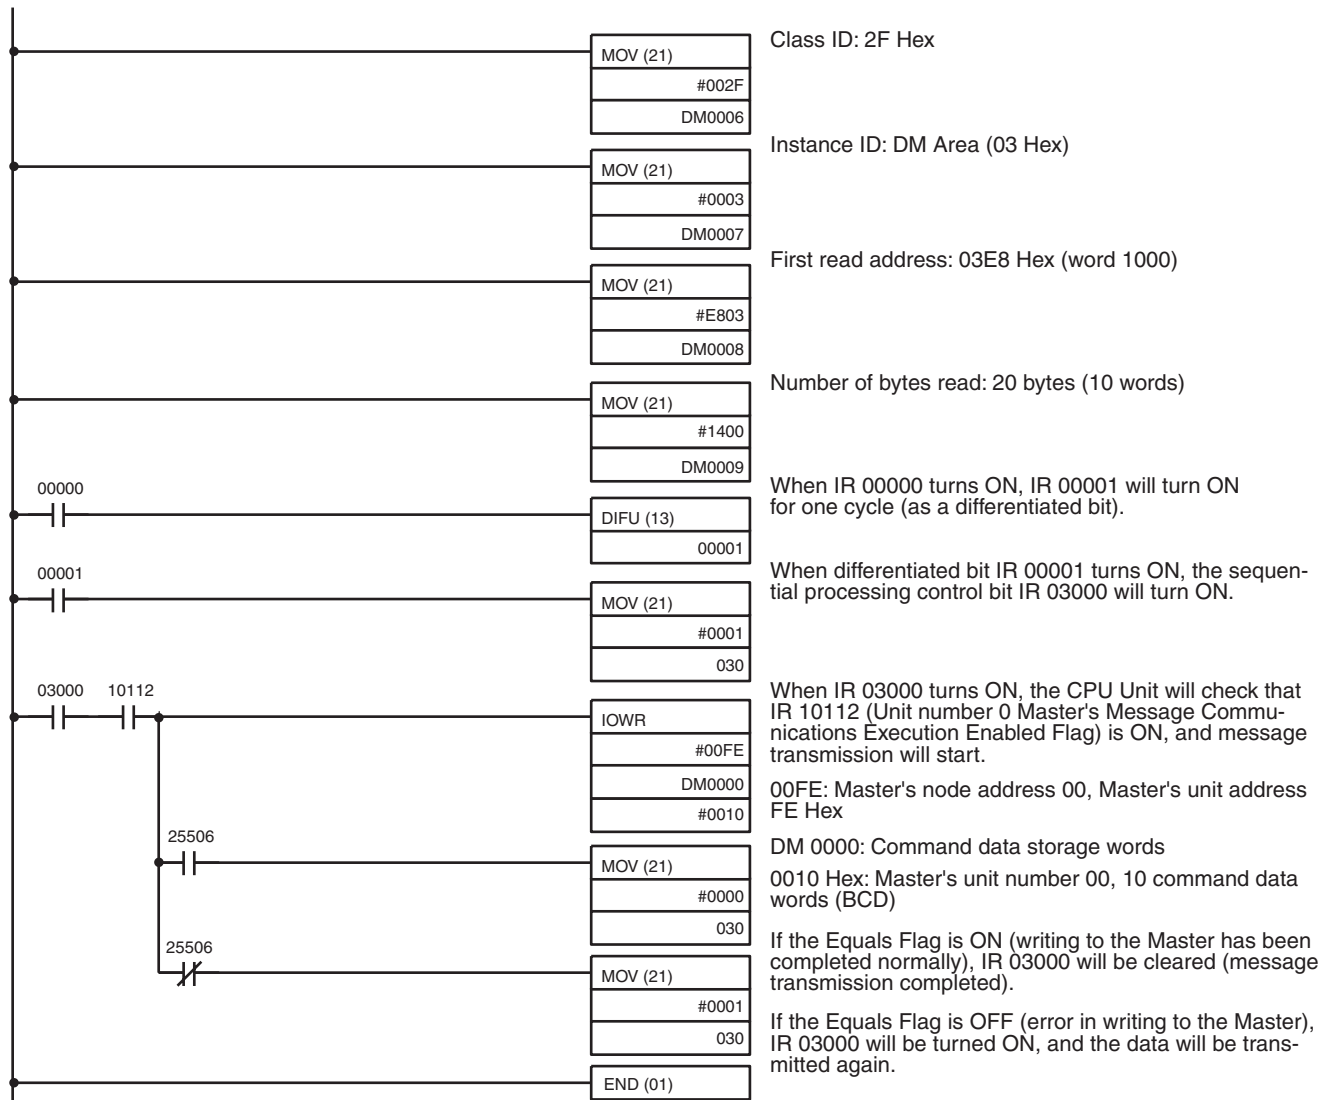 MOV (21)
#002F
DM0006
Class ID: 2F Hex
MOV (21)
#0003
DM0007
Instance ID: DM Area (03 Hex)
MOV (21)
#E803
DM0008
First read address: 03E8 Hex (word 1000)
MOV (21)
#1400
DM0009
Number of bytes read: 20 bytes (10 words)
00000
DIFU (13)
00001
When IR 00000 turns ON, IR 00001 will turn ON
for one cycle (as a differentiated bit).
00001
MOV (21)
#0001
030
When differentiated bit IR 00001 turns ON, the sequen-
tial processing control bit IR 03000 will turn ON.
03000 10112
IOWR
#00FE
DM0000
#0010
When IR 03000 turns ON, the CPU Unit will check that
IR 10112 (Unit number 0 Master's Message Commu-
nications Execution Enabled Flag) is ON, and message
transmission will start.
00FE: Master's node address 00, Master's unit address
FE Hex
DM 0000: Command data storage words
0010 Hex: Master's unit number 00, 10 command data
words (BCD)
25506
MOV (21)
#0000
030
If the Equals Flag is ON (writing to the Master has been
completed normally), IR 03000 will be cleared (message
transmission completed).
25506
MOV (21)
#0001
030
If the Equals Flag is OFF (error in writing to the Master),
IR 03000 will be turned ON, and the data will be trans-
mitted again.
END (01)